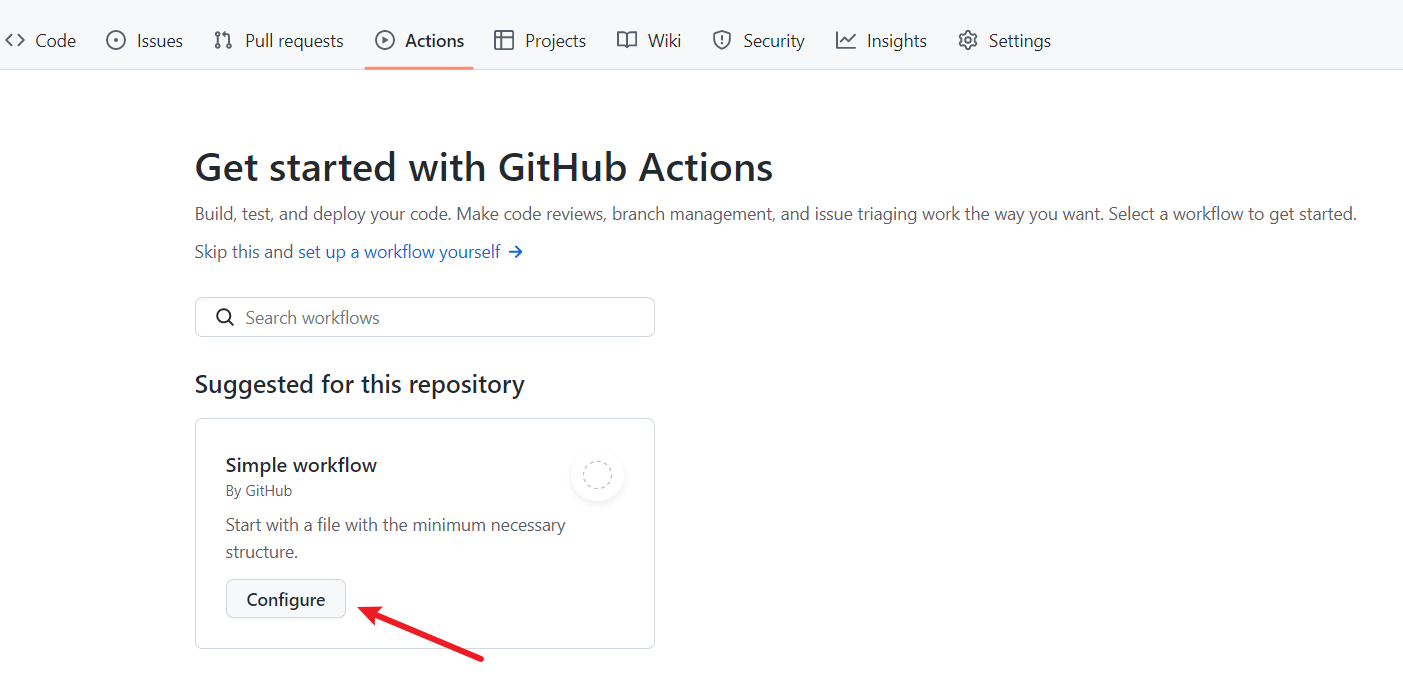 Code Issues Pull requests Actions Projects Wiki Security Insights Settings
Get started with GitHub Actions
Build, test, and deploy your code. Make code reviews, branch management, and issue triaging work the way you want. Select a workflow to get started.
Skip this and set up a workflow yourself →
Search workflows
Suggested for this repository
Simple workflow
By GitHub
Start with a file with the minimum necessary
structure.
Configure